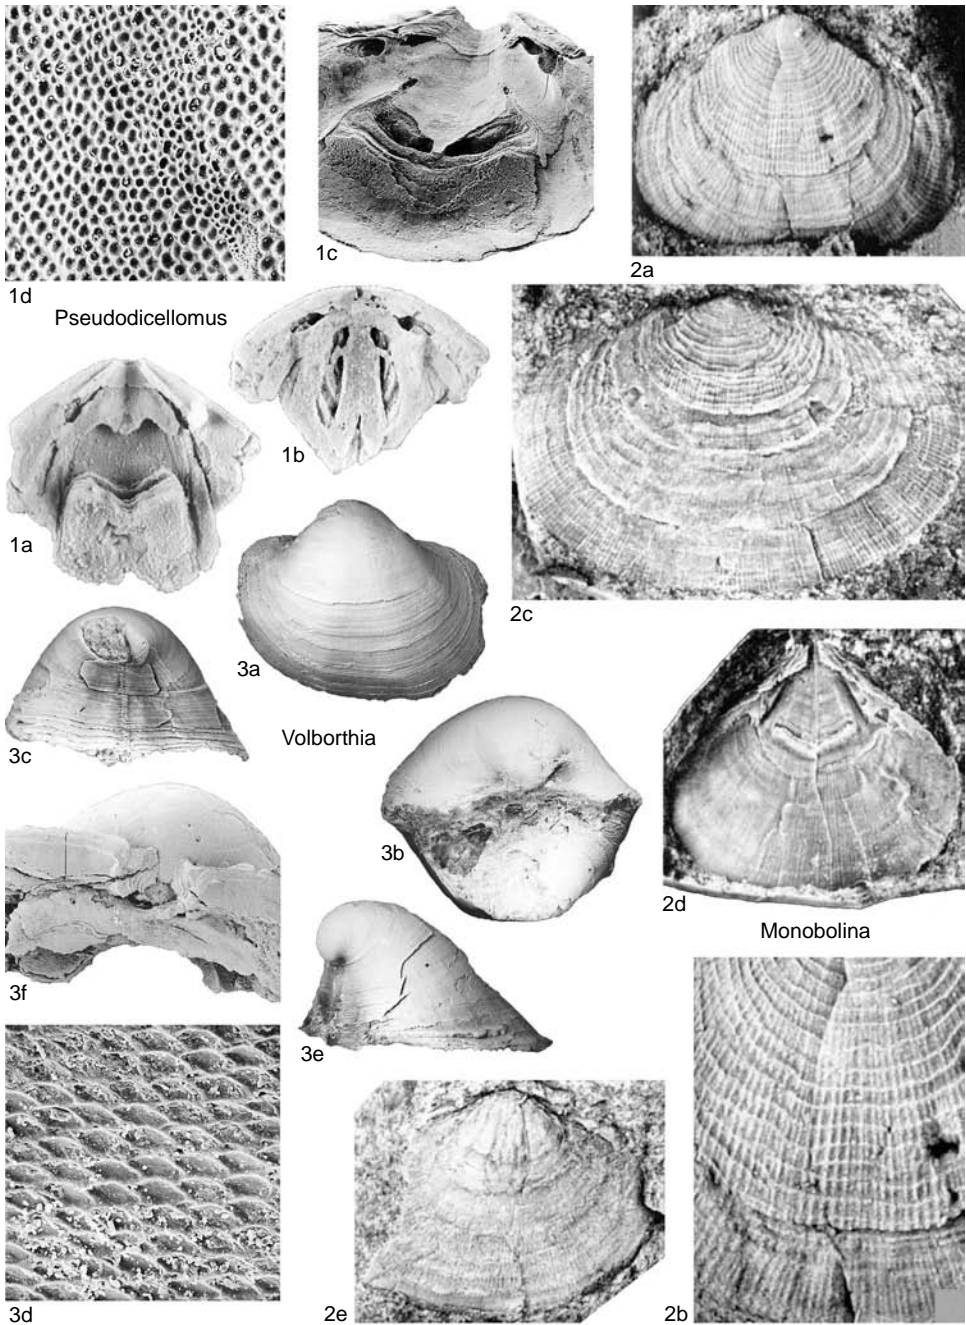 1d
1c
2a
Pseudodicellomus
1a
1b
2c
3a
3c
Volborthia
3b
2d
Monobolina
3f
3e
3d
2e
2b